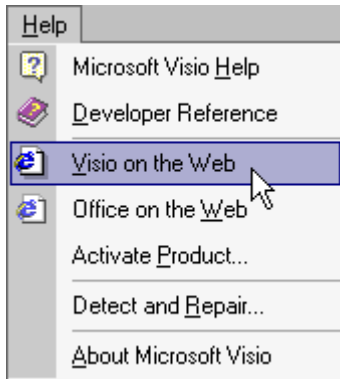 Help
Microsoft Visio Help
Developer Reference
Visio on the Web
Office on the Web
Activate Product...
Detect and Repair...
About Microsoft Visio